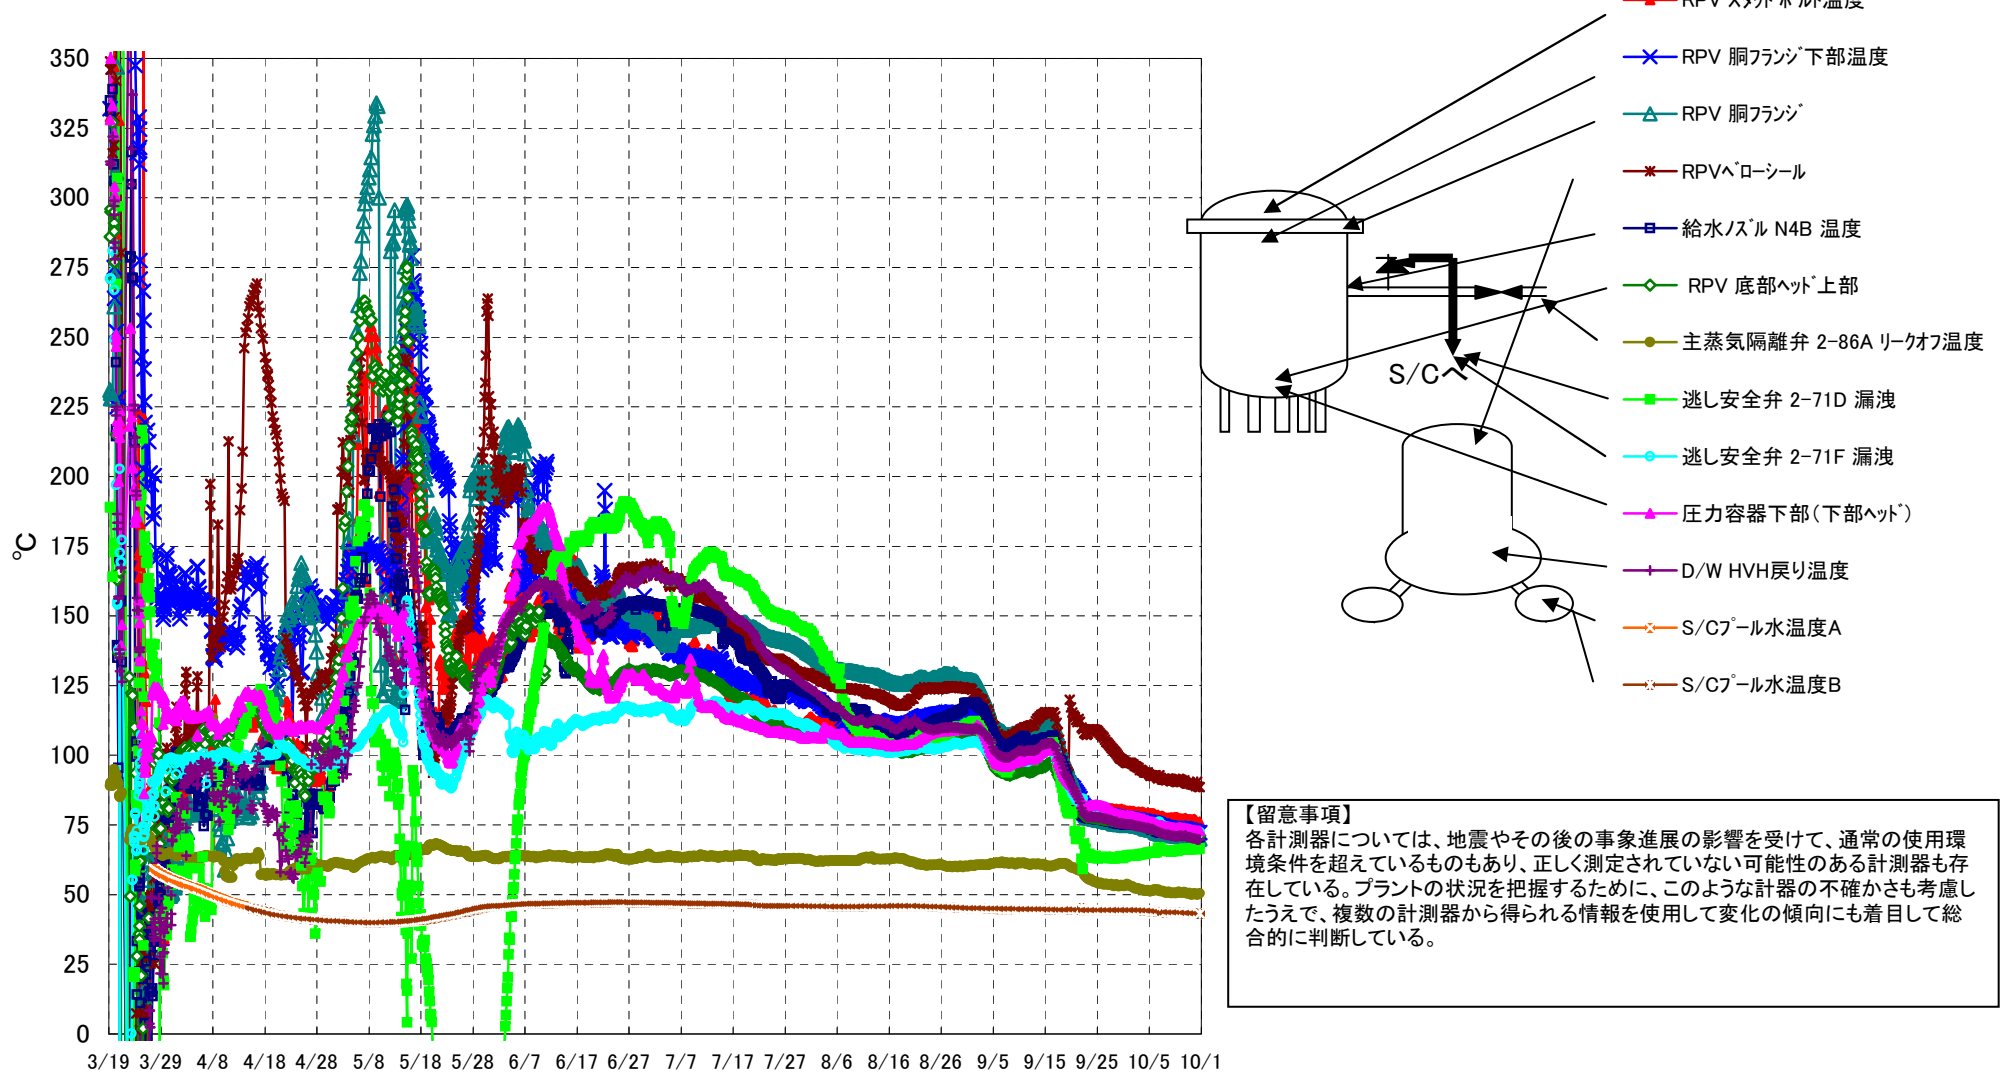 RPV スタッドボルト温度
RPV 胴フランジ下部温度
RPV 胴フランジ
RPVベローシール
給水ノズル N4B 温度
RPV 底部ヘッド上部
主蒸気隔離弁 2-86A リークオフ温度
逃し安全弁 2-71D 漏洩
逃し安全弁 2-71F 漏洩
圧力容器下部(下部ヘッド)
D/W HVH戻り温度
S/Cプール水温度A
S/Cプール水温度B
350
325
300
275
250
225
200
175
150
125
100
75
50
25
0
℃
3/19 3/29 4/8 4/18 4/28 5/8 5/18 5/28 6/7 6/17 6/27 7/7 7/17 7/27 8/6 8/16 8/26 9/5 9/15 9/25 10/5 10/1
S/Cへ
【留意事項】
各計測器については、地震やその後の事象進展の影響を受けて、通常の使用環
境条件を超えているものもあり、正しく測定されていない可能性のある計測器も存
在している。プラントの状況を把握するために、このような計器の不確かさも考慮し
たうえで、複数の計測器から得られる情報を使用して変化の傾向にも着目して総
合的に判断している。